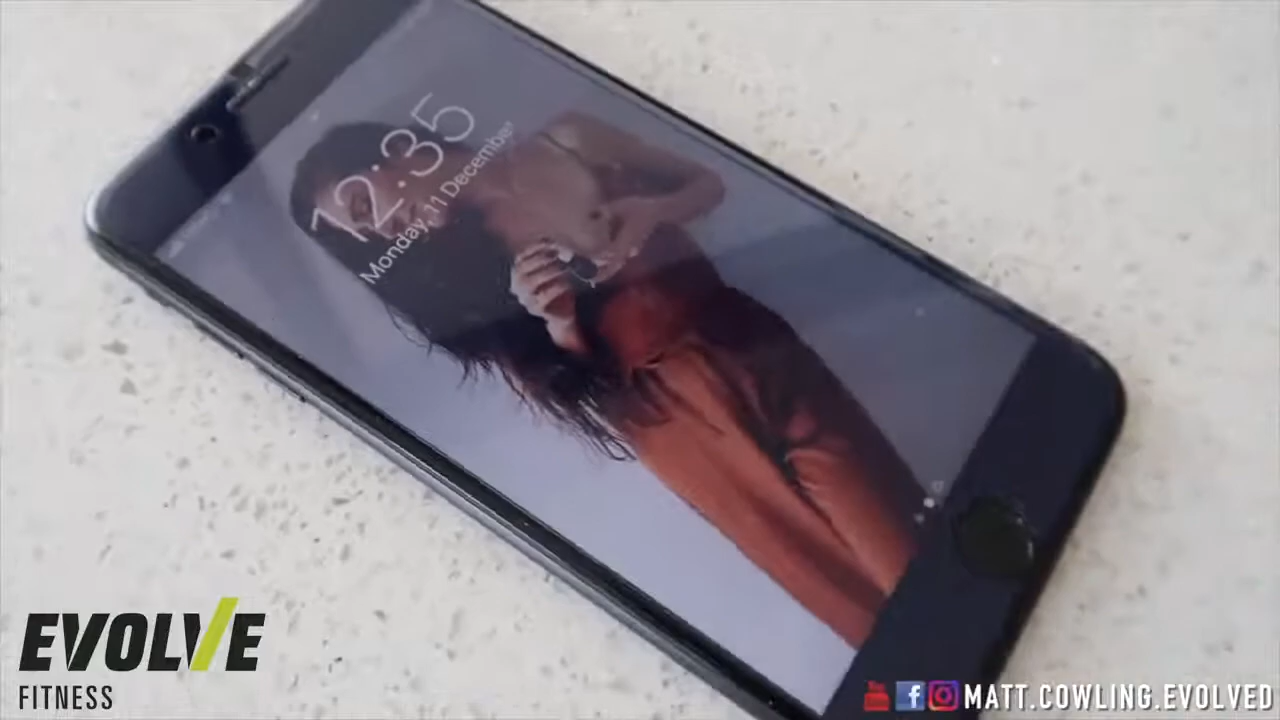 12:35
Monday, 11 December
EVOLVE
FITNESS
MATT.COWLING.EVOLVED